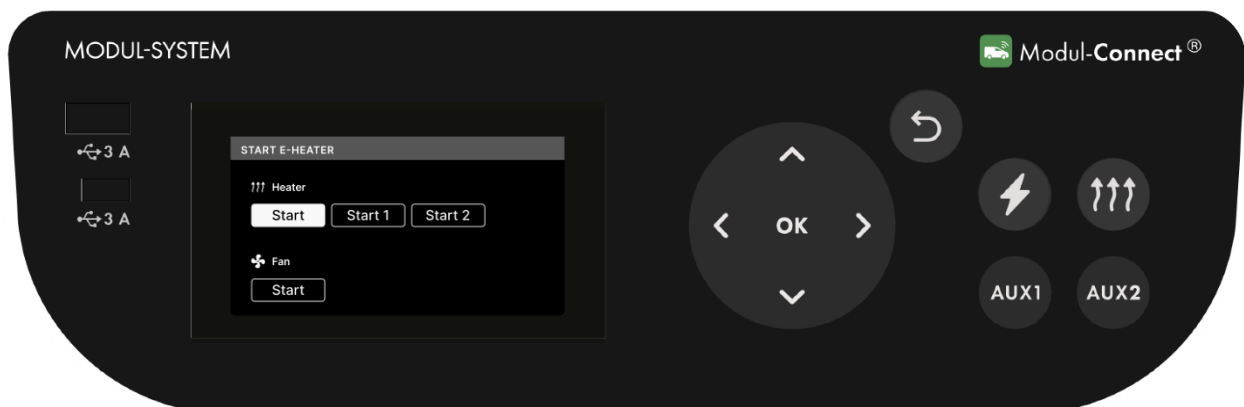 MODUL-SYSTEM
Modul-Connect ®
3 A
3 A
START E-HEATER
Heater
Start
Start 1
Start 2
Fan
Start
OK
AUX1
AUX2